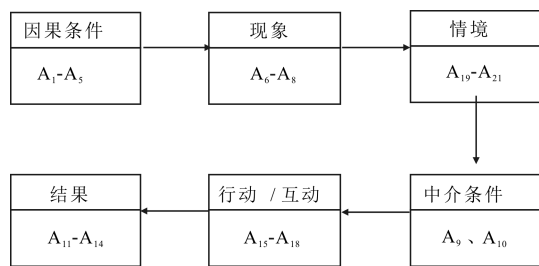 因果条件
A₁-A₅
现象
A₆-A₈
情境
A₁₉-A₂₁
结果
A₁₁-A₁₄
行动 / 互动
A₁₅-A₁₈
中介条件
A₉ 、A₁₀